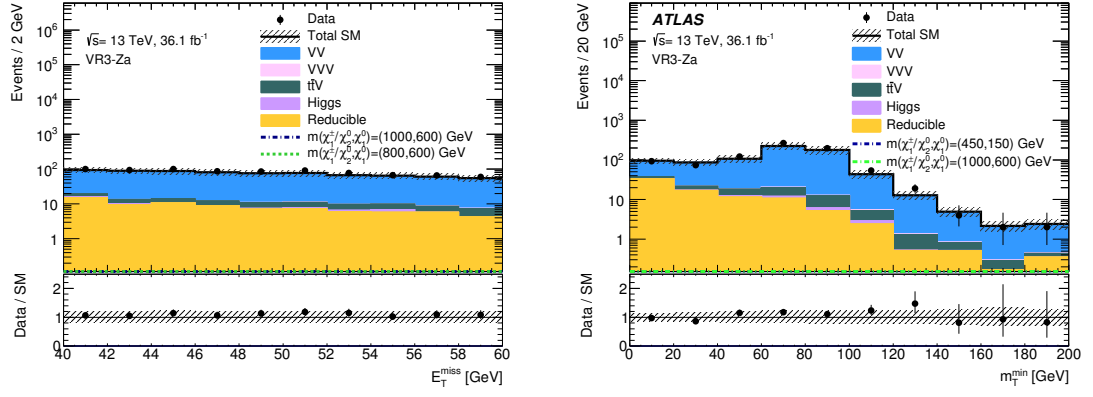 Events / 2 GeV
10⁶
10⁵
10⁴
10³
10²
10
1
√s= 13 TeV, 36.1 fb⁻¹
VR3-Za
Data
Total SM
VV
VVV
tt̄V
Higgs
Reducible
m(χ̃₁±/χ̃₂⁰,χ̃₁⁰)=(1000,600) GeV
m(χ̃₁±/χ̃₂⁰,χ̃₁⁰)=(800,600) GeV
Data / SM
2
1
0
40 42 44 46 48 50 52 54 56 58 60
E_T^miss [GeV]
Events / 20 GeV
10⁵
10⁴
10³
10²
10
1
ATLAS
√s= 13 TeV, 36.1 fb⁻¹
VR3-Za
Data
Total SM
VV
VVV
tt̄V
Higgs
Reducible
m(χ̃₁±/χ̃₂⁰,χ̃₁⁰)=(450,150) GeV
m(χ̃₁±/χ̃₂⁰,χ̃₁⁰)=(1000,600) GeV
Data / SM
2
1
0
0 20 40 60 80 100 120 140 160 180 200
m_T^min [GeV]